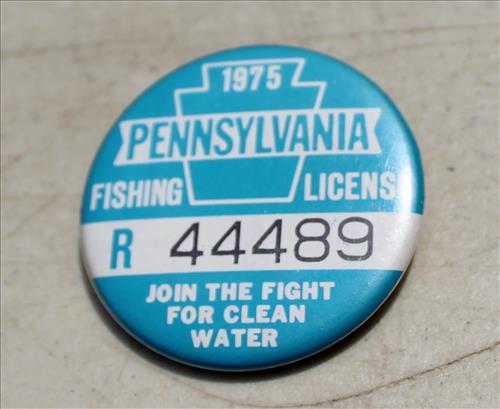 1975
PENNSYLVANIA
FISHING LICENS
R 44489
JOIN THE FIGHT
FOR CLEAN
WATER